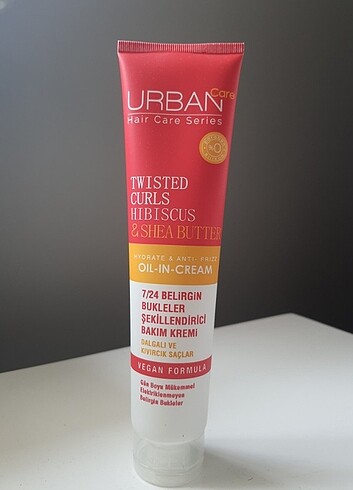 URBAN Care
Hair Care Series
%0
TWISTED
CURLS
HIBISCUS
& SHEA BUTTER
HYDRATE & ANTI- FRIZZ
OIL-IN-CREAM
7/24 BELİRGİN
BUKLELER
ŞEKİLLENDİRİCİ
BAKIM KREMİ
DALGALI VE
KIVIRCIK SAÇLAR
VEGAN FORMULA
Gün Boyu Mükemmel
Elektriklenmeyen
Belirgin Bukleler